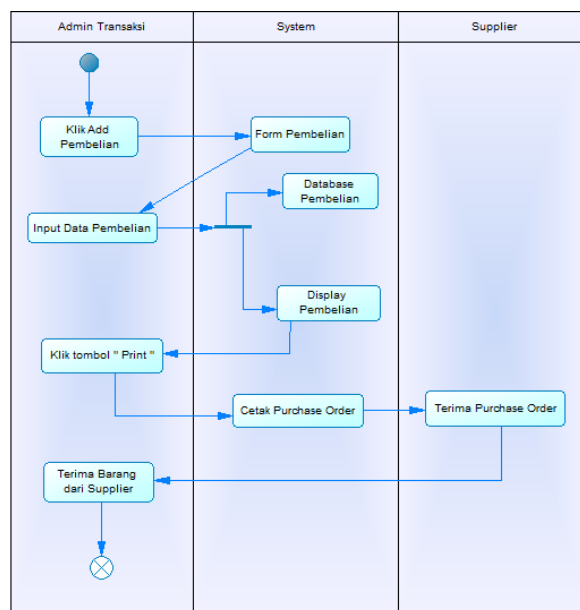 Admin Transaksi
System
Supplier
Klik Add
Pembelian
Form Pembelian
Database
Pembelian
Input Data Pembelian
Display
Pembelian
Klik tombol " Print "
Cetak Purchase Order
Terima Purchase Order
Terima Barang
dari Supplier